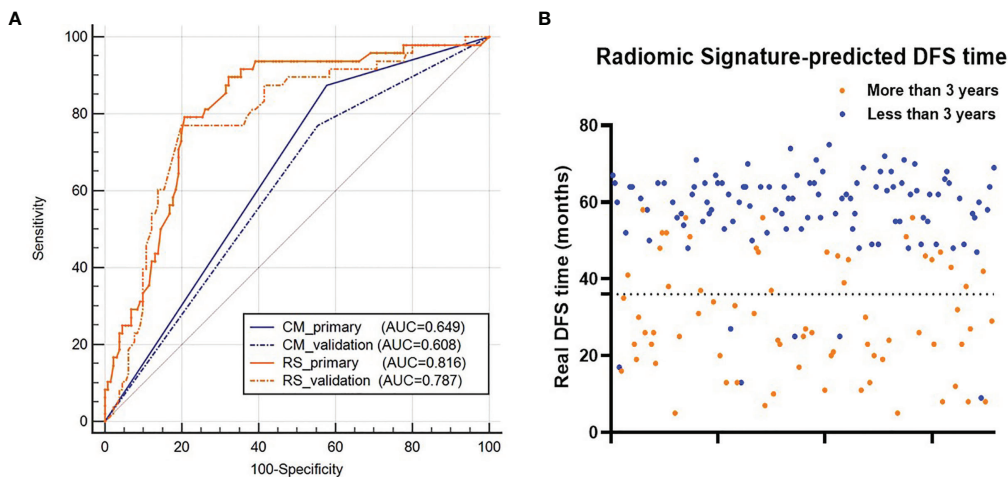 A
100
80
60
40
20
0
Sensitivity
CM_primary (AUC=0.649)
CM_validation (AUC=0.608)
RS_primary (AUC=0.816)
RS_validation (AUC=0.787)
0 20 40 60 80 100
100-Specificity
B
Radiomic Signature-predicted DFS time
More than 3 years
Less than 3 years
80
60
40
20
0
Real DFS time (months)